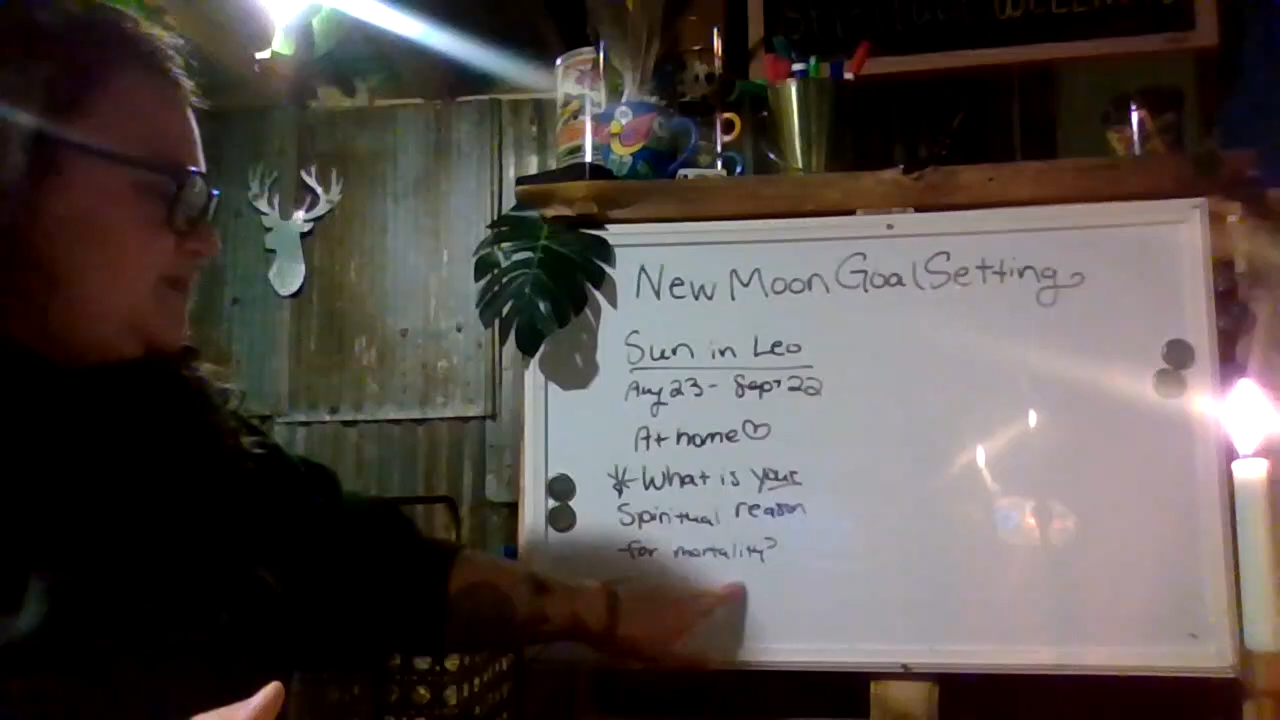 New Moon Goal Setting
Sun in Leo
Aug 23 - Sept 22
At home♡
*What is your
Spiritual reason
for mortality?